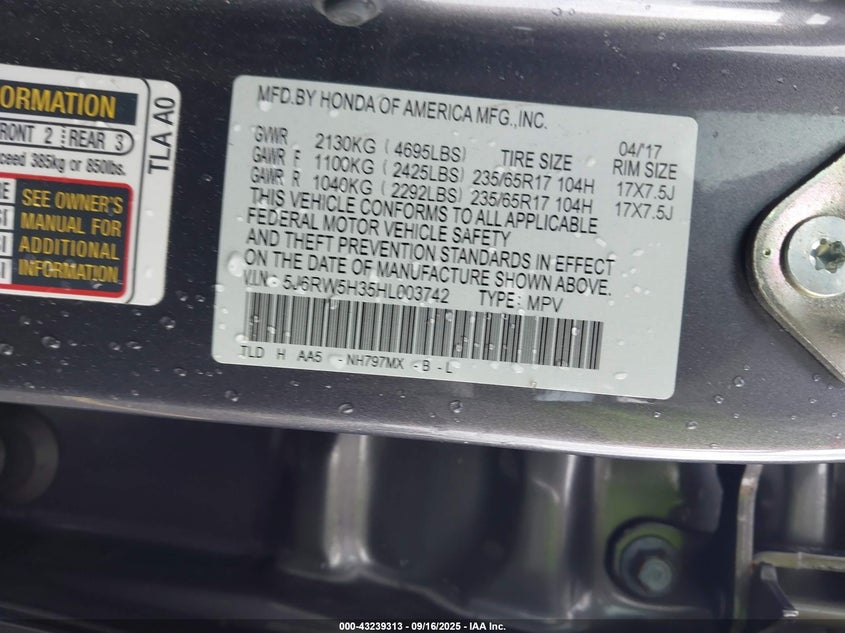 ORMATION
FRONT 2 REAR 3
ceed 385kg or 850lbs.
SEE OWNER'S
MANUAL FOR
ADDITIONAL
INFORMATION.
TLA A0
MFD.BY HONDA OF AMERICA MFG.,INC.
04/'17
GVWR 2130KG (4695LBS) TIRE SIZE RIM SIZE
GAWR F 1100KG (2425LBS) 235/65R17 104H 17X7.5J
GAWR R 1040KG (2292LBS) 235/65R17 104H 17X7.5J
THIS VEHICLE CONFORMS TO ALL APPLICABLE
FEDERAL MOTOR VEHICLE SAFETY
AND THEFT PREVENTION STANDARDS IN EFFECT
ON THE DATE OF MANUFACTURE SHOWN ABOVE.
V.I.N. 5J6RW5H35HL003742 TYPE: MPV
TLD H AA5 - NH797MX - B - L
000-43239313 - 09/16/2025 - IAA Inc.